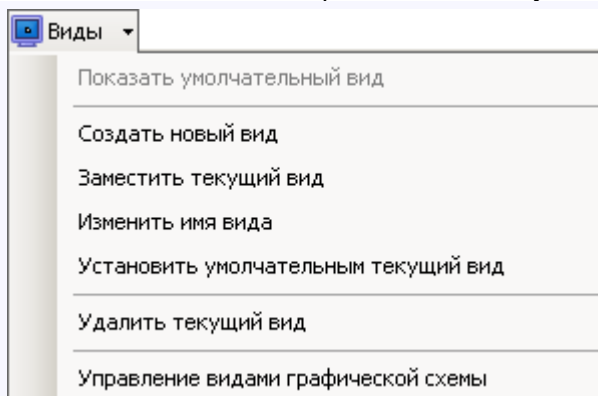 Виды
Показать умолчательный вид
Создать новый вид
Заместить текущий вид
Изменить имя вида
Установить умолчательным текущий вид
Удалить текущий вид
Управление видами графической схемы